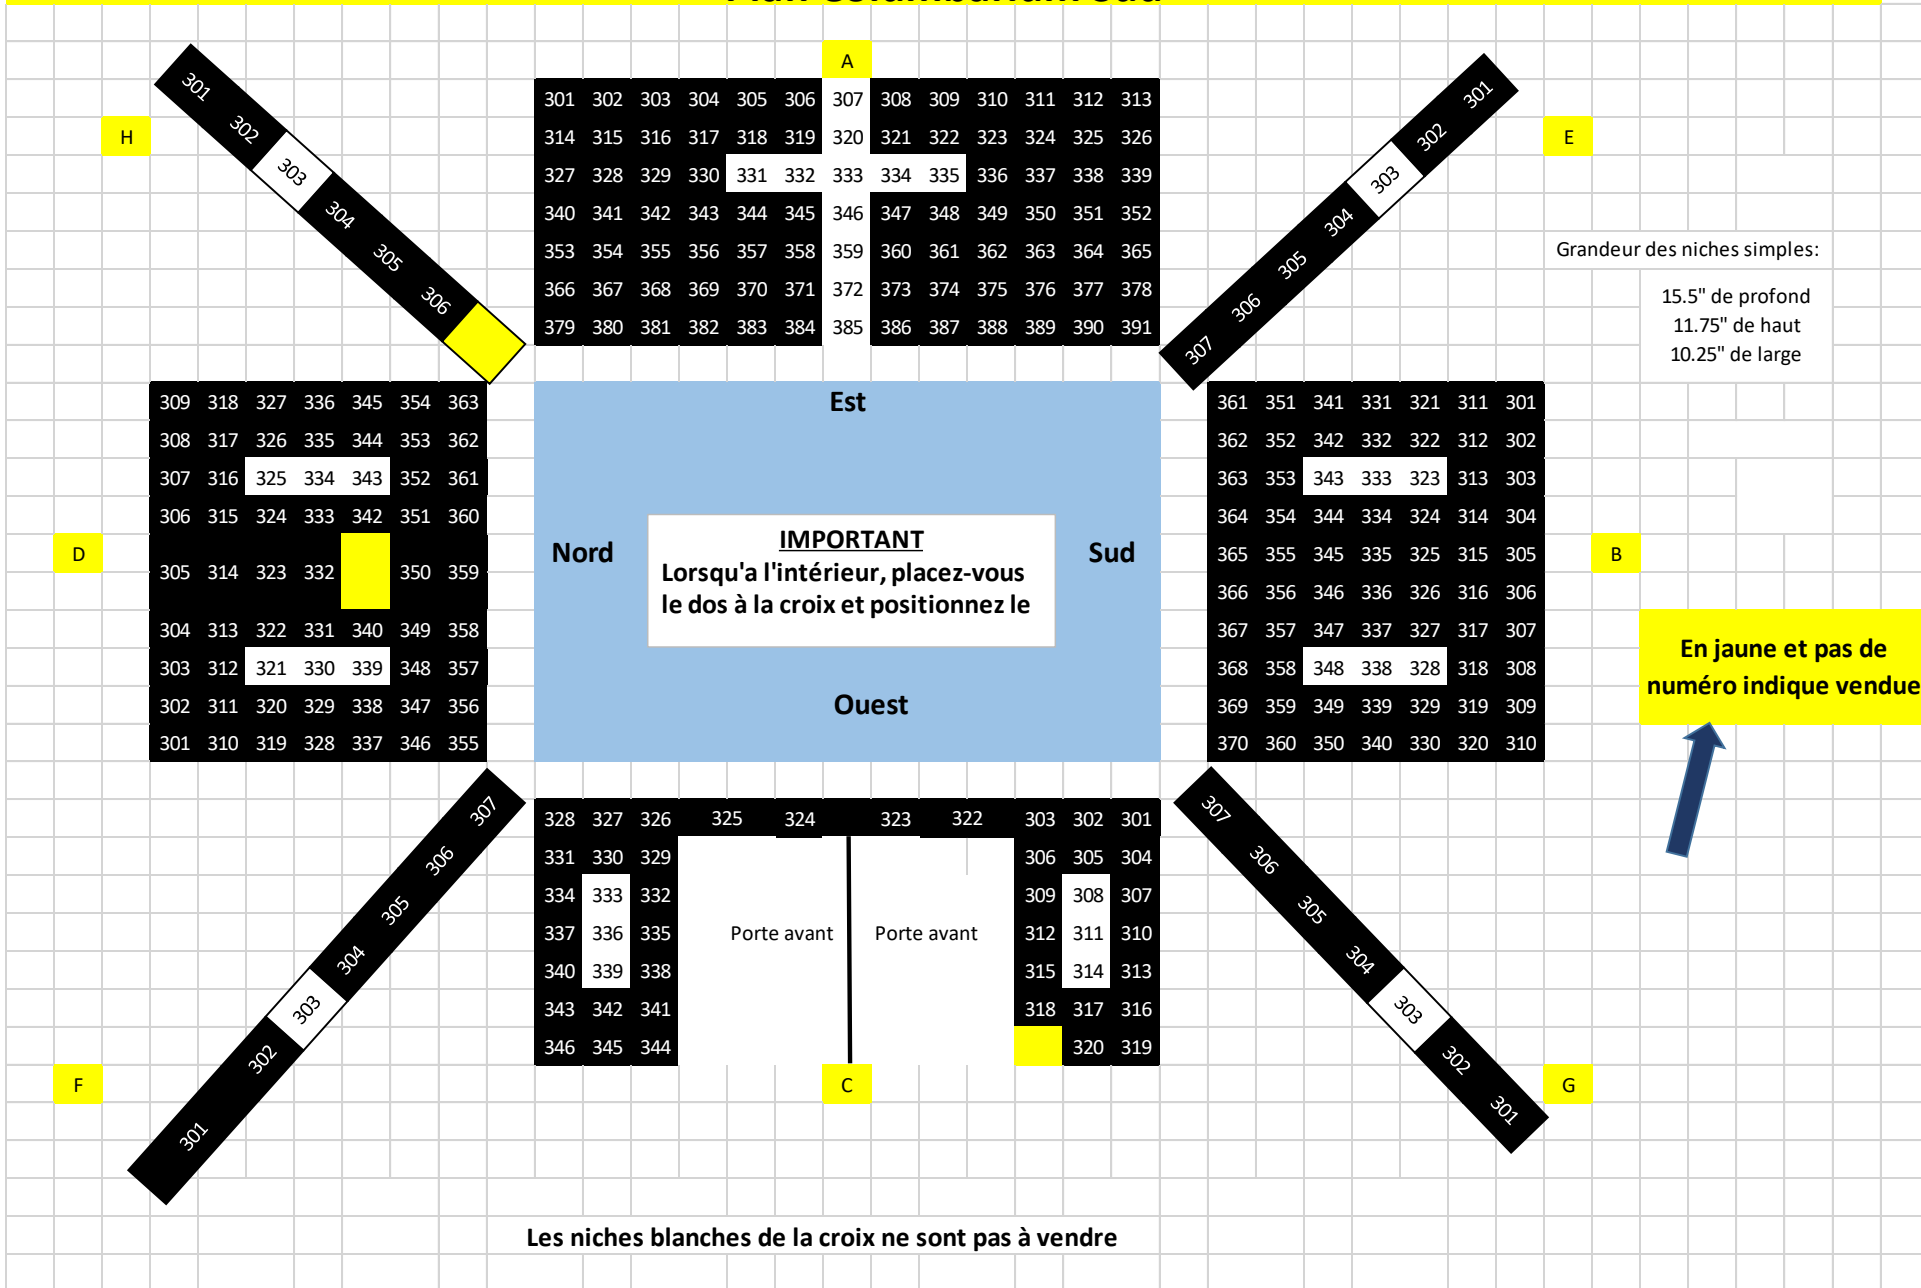 Plan Columbarium Sud
A
H
E
301 302 303 304 305 306
301 302 303 304 305 306 307 308 309 310 311 312 313
314 315 316 317 318 319 320 321 322 323 324 325 326
327 328 329 330 331 332 333 334 335 336 337 338 339
340 341 342 343 344 345 346 347 348 349 350 351 352
353 354 355 356 357 358 359 360 361 362 363 364 365
366 367 368 369 370 371 372 373 374 375 376 377 378
379 380 381 382 383 384 385 386 387 388 389 390 391
301 302 303 304 305 306 307
Grandeur des niches simples:
15.5" de profond
11.75" de haut
10.25" de large
D
309 318 327 336 345 354 363
308 317 326 335 344 353 362
307 316 325 334 343 352 361
306 315 324 333 342 351 360
305 314 323 332 350 359
304 313 322 331 340 349 358
303 312 321 330 339 348 357
302 311 320 329 338 347 356
301 310 319 328 337 346 355
Est
Nord
Sud
IMPORTANT
Lorsqu'a l'intérieur, placez-vous
le dos à la croix et positionnez le
Ouest
361 351 341 331 321 311 301
362 352 342 332 322 312 302
363 353 343 333 323 313 303
364 354 344 334 324 314 304
365 355 345 335 325 315 305
366 356 346 336 326 316 306
367 357 347 337 327 317 307
368 358 348 338 328 318 308
369 359 349 339 329 319 309
370 360 350 340 330 320 310
B
En jaune et pas de
numéro indique vendue
307 306 305 304 303 302 301
F
328 327 326 325 324 323 322 303 302 301
331 330 329 306 305 304
334 333 332 309 308 307
337 336 335 Porte avant Porte avant 312 311 310
340 339 338 315 314 313
343 342 341 318 317 316
346 345 344 320 319
C
307 306 305 304 303 302 301
G
Les niches blanches de la croix ne sont pas à vendre